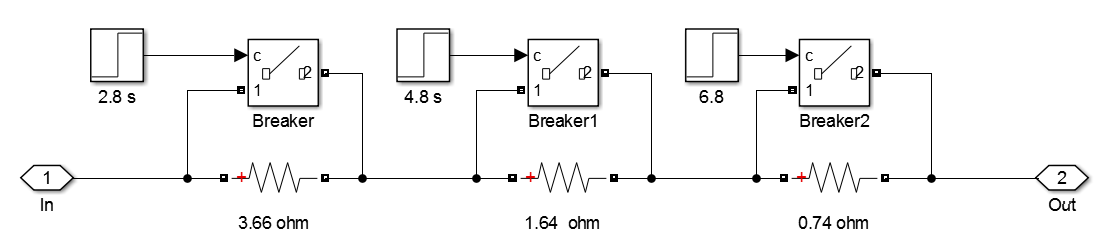 c
2
1
2.8 s
Breaker
c
2
1
4.8 s
Breaker1
c
2
1
6.8
Breaker2
1
In
+
+
+
2
Out
3.66 ohm
1.64 ohm
0.74 ohm